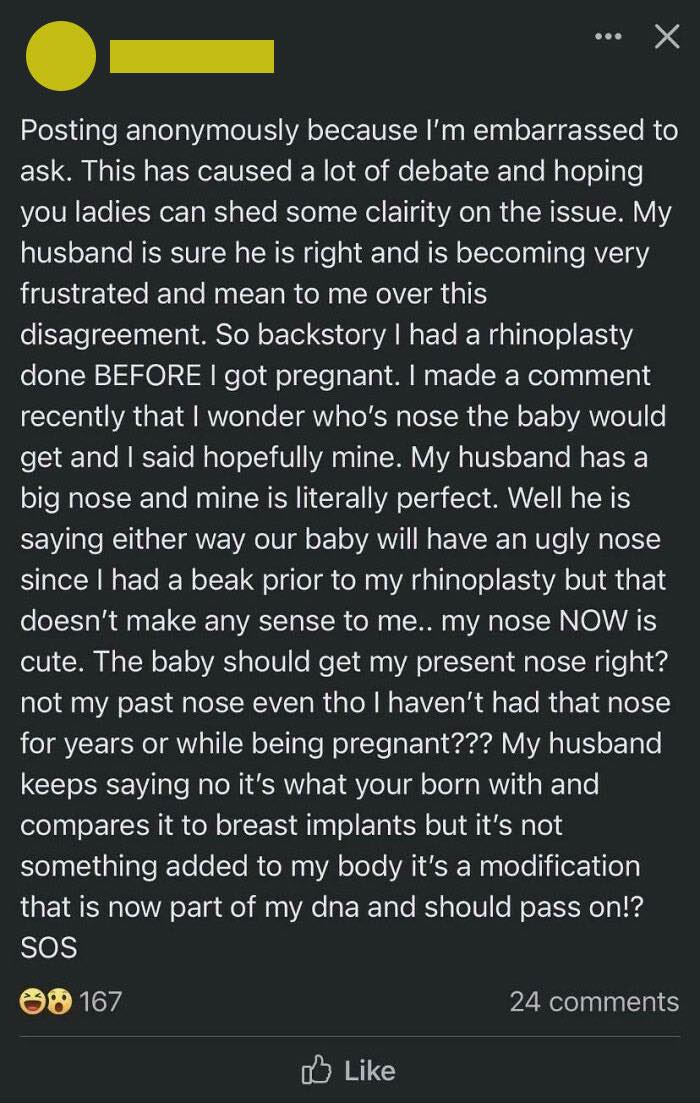 Posting anonymously because I'm embarrassed to
ask. This has caused a lot of debate and hoping
you ladies can shed some clairity on the issue. My
husband is sure he is right and is becoming very
frustrated and mean to me over this
disagreement. So backstory I had a rhinoplasty
done BEFORE I got pregnant. I made a comment
recently that I wonder who's nose the baby would
get and I said hopefully mine. My husband has a
big nose and mine is literally perfect. Well he is
saying either way our baby will have an ugly nose
since I had a beak prior to my rhinoplasty but that
doesn't make any sense to me.. my nose NOW is
cute. The baby should get my present nose right?
not my past nose even tho I haven't had that nose
for years or while being pregnant??? My husband
keeps saying no it's what your born with and
compares it to breast implants but it's not
something added to my body it's a modification
that is now part of my dna and should pass on!?
SOS
167 24 comments
Like